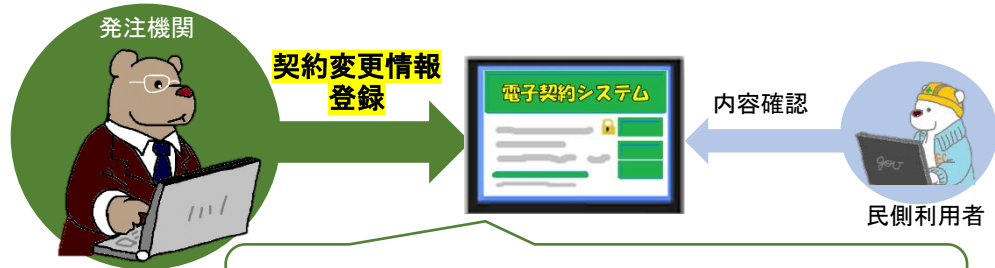 発注機関
契約変更情報
登録
電子契約システム
内容確認
民側利用者